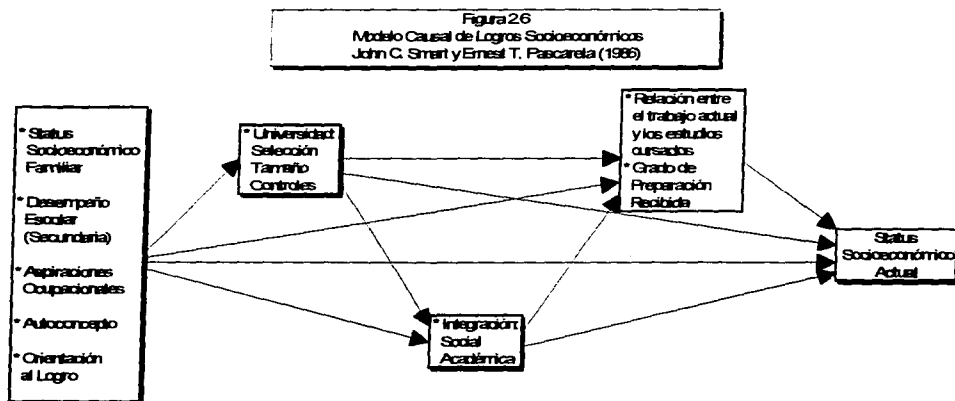 Figura 2.6
Modelo Causal de Logros Socioeconómicos
John C. Smart y Ernest T. Pascarela (1986)
* Status
Socioeconómico
Familiar
* Desempeño
Escolar
(Secundaria)
* Aspiraciones
Ocupacionales
* Autoconcepto
* Orientación
al Logro
* Universidad:
Selección
Tamaño
Controles
* Integración:
Social
Académica
* Relación entre
el trabajo actual
y los estudios
cursados
* Grado de
Preparación
Recibida
Status
Socioeconómico
Actual